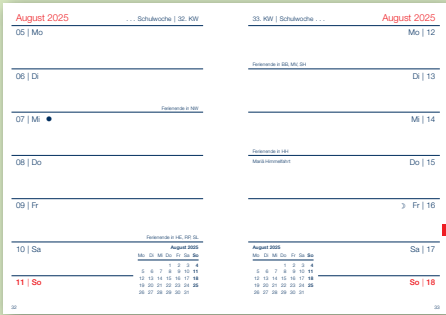 August 2025
. . . Schulwoche | 32. KW
05 | Mo
06 | Di
Ferienende in NW
07 | Mi
08 | Do
09 | Fr
Ferienende in HE, RP, SL
10 | Sa
August 2025
Mo Di Mi Do Fr Sa So
1 2 3 4
5 6 7 8 9 10 11
12 13 14 15 16 17 18
19 20 21 22 23 24 25
26 27 28 29 30 31
11 | So
32
33. KW | Schulwoche . . .
August 2025
Mo | 12
Ferienende in BB, MV, SH
Di | 13
Mi | 14
Ferienende in HH
Mariä Himmelfahrt
Do | 15
Fr | 16
Sa | 17
August 2025
Mo Di Mi Do Fr Sa So
1 2 3 4
5 6 7 8 9 10 11
12 13 14 15 16 17 18
19 20 21 22 23 24 25
26 27 28 29 30 31
So | 18
33